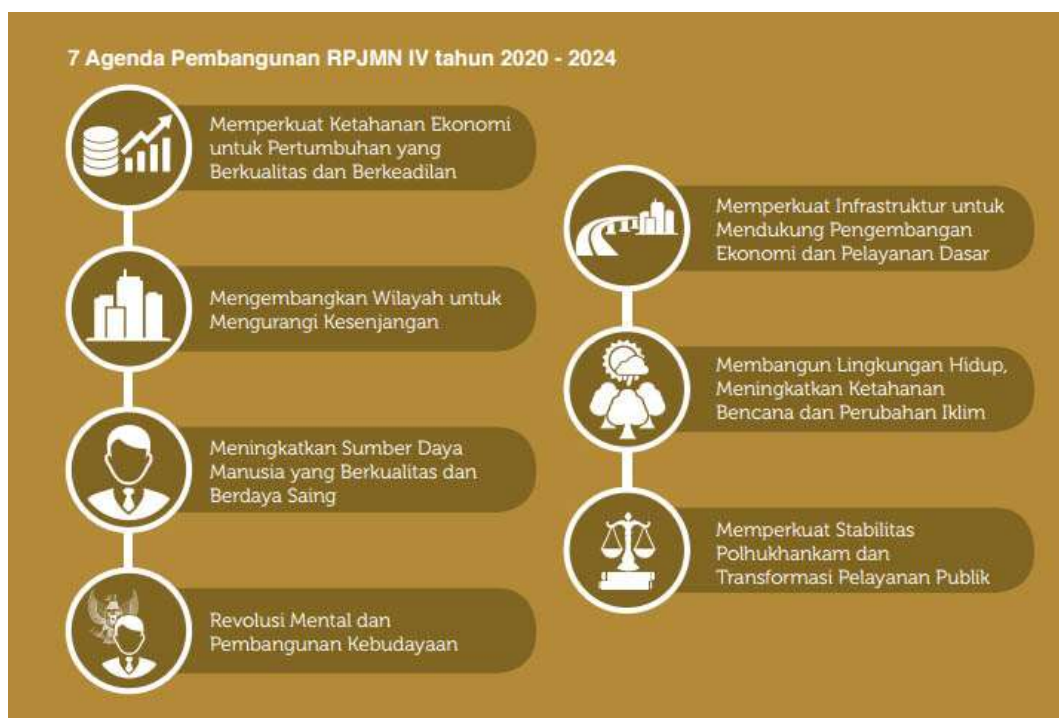 7 Agenda Pembangunan RPJMN IV tahun 2020 - 2024
Memperkuat Ketahanan Ekonomi
untuk Pertumbuhan yang
Berkualitas dan Berkeadilan
Mengembangkan Wilayah untuk
Mengurangi Kesenjangan
Meningkatkan Sumber Daya
Manusia yang Berkualitas dan
Berdaya Saing
Revolusi Mental dan
Pembangunan Kebudayaan
Memperkuat Infrastruktur untuk
Mendukung Pengembangan
Ekonomi dan Pelayanan Dasar
Membangun Lingkungan Hidup,
Meningkatkan Ketahanan
Bencana dan Perubahan Iklim
Memperkuat Stabilitas
Polhukhankam dan
Transformasi Pelayanan Publik